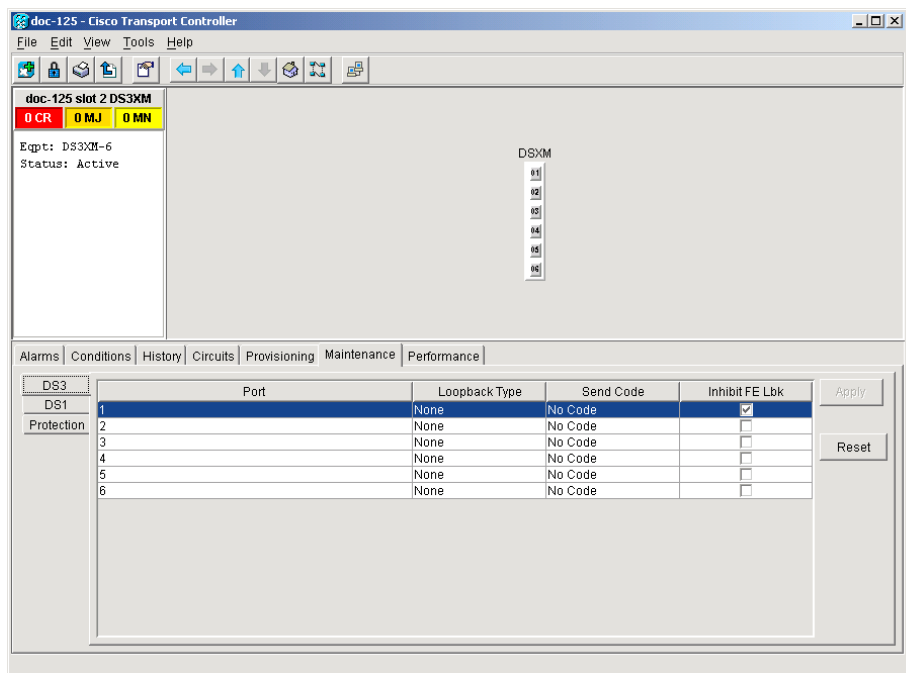 doc-125 - Cisco Transport Controller
File Edit View Tools Help
doc-125 slot 2 DS3XM
0 CR 0 MJ 0 MN
Eqpt: DS3XM-6
Status: Active
DSXM
01
02
03
04
05
06
Alarms Conditions History Circuits Provisioning Maintenance Performance
DS3
DS1
Protection
Port Loopback Type Send Code Inhibit FE Lbk
1 None No Code
2 None No Code
3 None No Code
4 None No Code
5 None No Code
6 None No Code
Apply
Reset